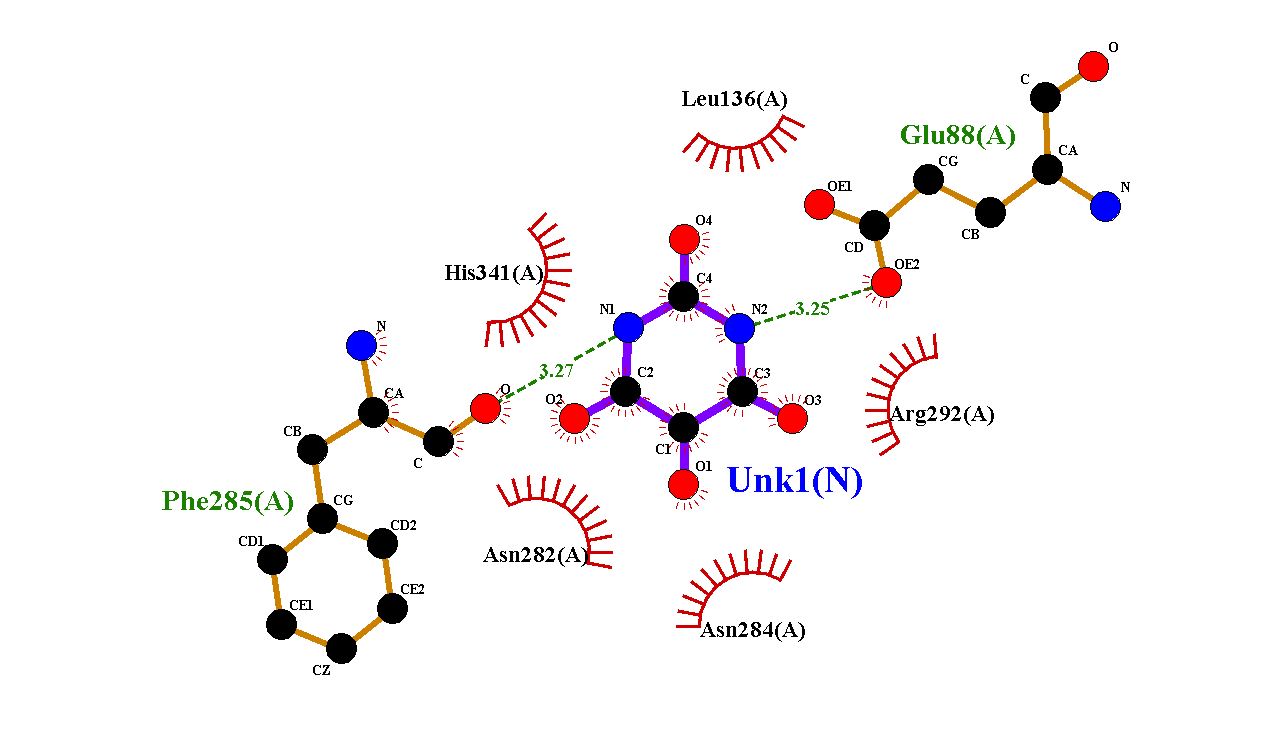 O
C
Leu136(A)
Glu88(A)
CA
CG
OE1
N
O4
CD
CB
OE2
His341(A)
C4
N1
N2
3.25
N
3.27
C2
C3
O
O2
O3
CA
Arg292(A)
CB
C1
C
O1
Unk1(N)
Phe285(A)
CG
CD2
CD1
Asn282(A)
CE2
CE1
Asn284(A)
CZ